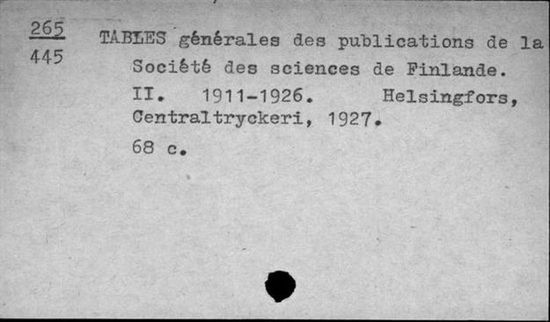 265
445
TABLES générales des publications de la
Société des sciences de Finlande.
II. 1911-1926. Helsingfors,
Centraltryckeri, 1927.
68 c.